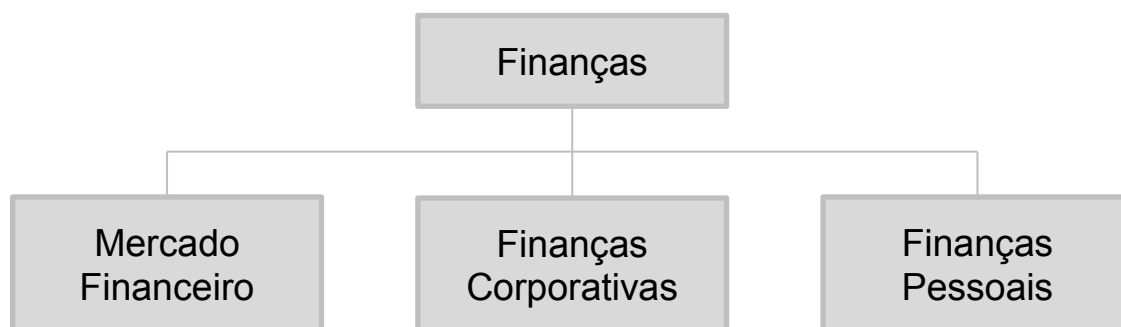 Finanças
Mercado
Financeiro
Finanças
Corporativas
Finanças
Pessoais